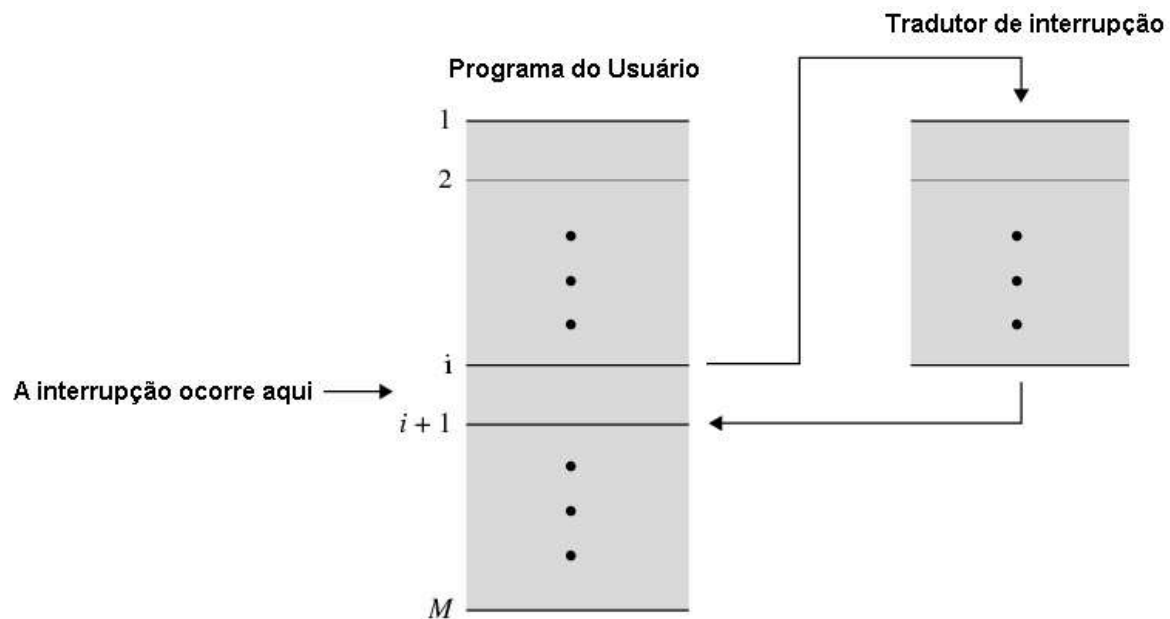 Tradutor de interrupção
Programa do Usuário
1
2
i
A interrupção ocorre aqui
i + 1
M